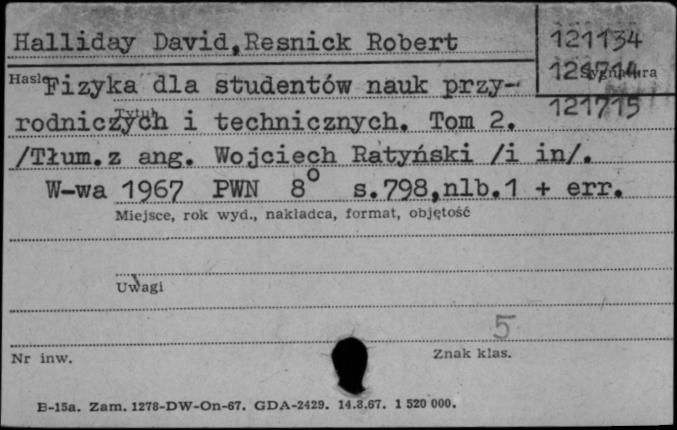 Halliday David, Resnick Robert
121134
Hasło
Fizyka dla studentów nauk przy-
121714
Sygnatura
rodniczych i technicznych. Tom 2.
Tytuł
121715
/Tłum. z ang. Wojciech Ratyński /i in/.
W-wa 1967 PWN 8° s.798,nlb.1 + err.
Miejsce, rok wyd., nakładca, format, objętość
Uwagi
5
Nr inw.
Znak klas.
B-15a. Zam. 1278-DW-On-67. GDA-2429. 14.8.67. 1 520 000.